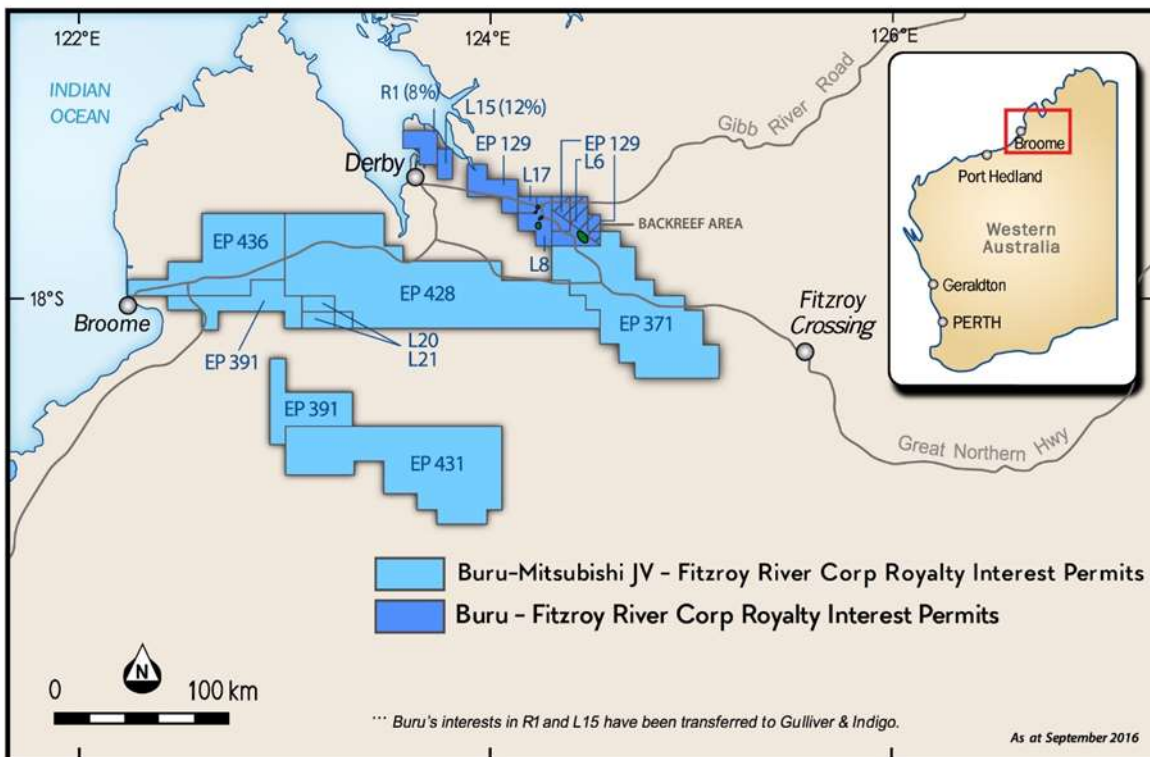 122°E
124°E
126°E
INDIAN
OCEAN
R1 (8%)
L15 (12%)
EP 129
L17
EP 129
L6
Gibb River Road
Derby
BACKREEF AREA
L8
EP 436
EP 428
EP 371
18°S
Broome
EP 391
L20
L21
Fitzroy
Crossing
EP 391
EP 431
Great Northern Hwy
Broome
Port Hedland
Western
Australia
Geraldton
PERTH
Buru-Mitsubishi JV - Fitzroy River Corp Royalty Interest Permits
Buru - Fitzroy River Corp Royalty Interest Permits
N
0 100 km
... Buru's interests in R1 and L15 have been transferred to Gulliver & Indigo.
As at September 2016